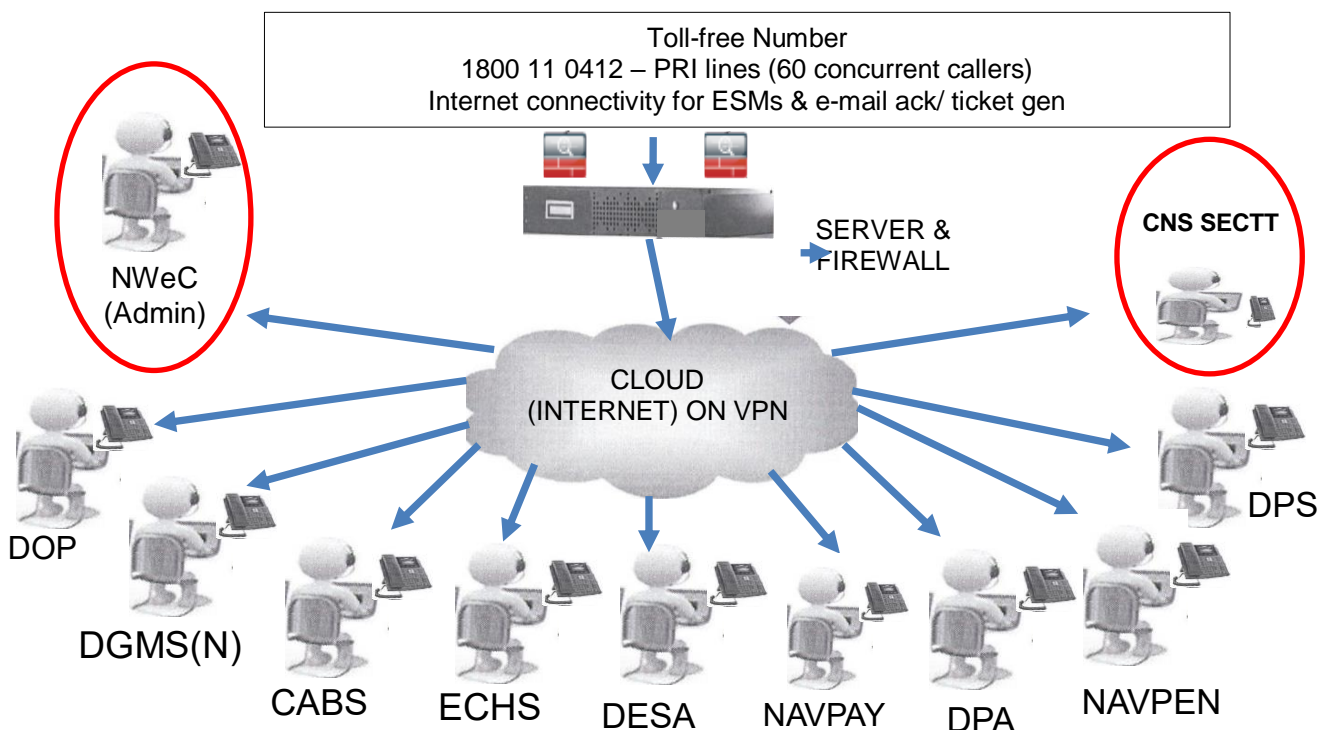 Toll-free Number
1800 11 0412 – PRI lines (60 concurrent callers)
Internet connectivity for ESMs & e-mail ack/ ticket gen
SERVER &
FIREWALL
CNS SECTT
NWeC
(Admin)
CLOUD
(INTERNET) ON VPN
DOP
DGMS(N)
CABS
ECHS
DESA
NAVPAY
DPA
NAVPEN
DPS